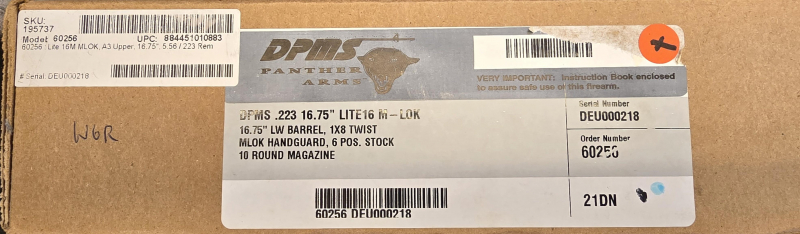 SKU:
195737
Model: 60256 UPC: 884451010883
60256 : Lite 16M MLOK, A3 Upper, 16.75", 5.56 / 223 Rem
# Serial: DEU000218
W6R
DPMS
PANTHER
ARMS
VERY IMPORTANT: Instruction Book enclosed
to assure safe use of this firearm.
DPMS .223 16.75" LITE16 M-LOK
16.75" LW BARREL, 1X8 TWIST
MLOK HANDGUARD, 6 POS. STOCK
10 ROUND MAGAZINE
60256 DEU000218
Serial Number
DEU000218
Order Number
60256
21DN